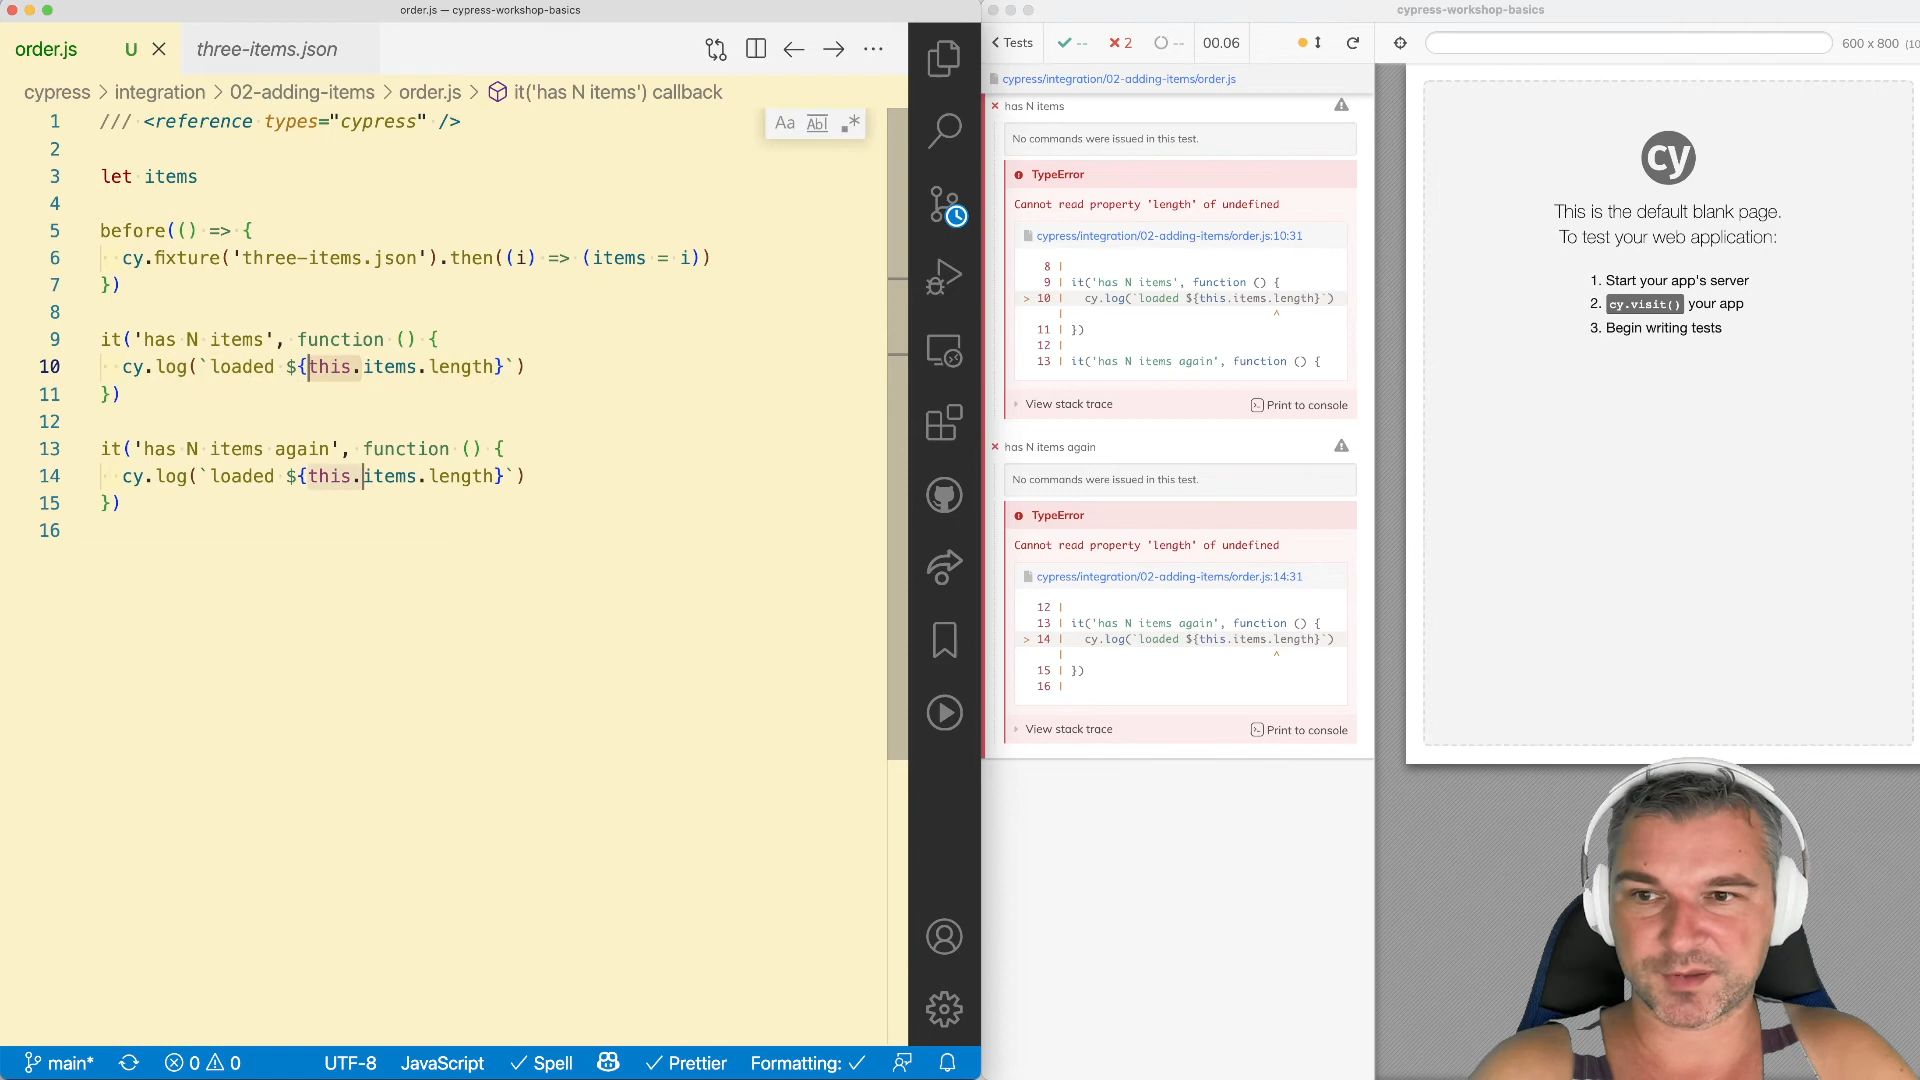 order.js — cypress-workshop-basics
order.js U
three-items.json
cypress > integration > 02-adding-items > order.js > it('has N items') callback
Aa Abl .*
1 /// <reference types="cypress" />
2
3 let items
4
5 before(() => {
6 cy.fixture('three-items.json').then((i) => (items = i))
7 })
8
9 it('has N items', function () {
10 cy.log(`loaded ${this.items.length}`)
11 })
12
13 it('has N items again', function () {
14 cy.log(`loaded ${this.items.length}`)
15 })
16
main* 0 0 UTF-8 JavaScript Spell Prettier Formatting:
cypress-workshop-basics
< Tests -- 2 -- 00.06
600 x 800 (10
cypress/integration/02-adding-items/order.js
has N items
No commands were issued in this test.
TypeError
Cannot read property 'length' of undefined
cypress/integration/02-adding-items/order.js:10:31
8 |
9 | it('has N items', function () {
> 10 | cy.log(`loaded ${this.items.length}`)
| ^
11 | })
12 |
13 | it('has N items again', function () {
View stack trace Print to console
has N items again
No commands were issued in this test.
TypeError
Cannot read property 'length' of undefined
cypress/integration/02-adding-items/order.js:14:31
12 |
13 | it('has N items again', function () {
> 14 | cy.log(`loaded ${this.items.length}`)
| ^
15 | })
16 |
View stack trace Print to console
cy
This is the default blank page.
To test your web application:
1. Start your app's server
2. cy.visit() your app
3. Begin writing tests